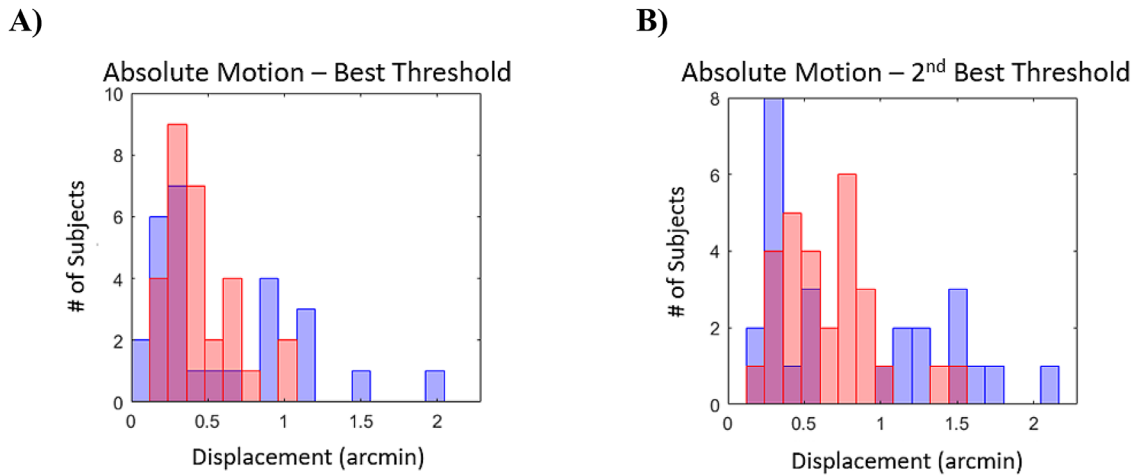 A)
Absolute Motion – Best Threshold
10
8
6
4
2
0
# of Subjects
0 0.5 1 1.5 2
Displacement (arcmin)
B)
Absolute Motion – 2nd Best Threshold
8
6
4
2
0
# of Subjects
0 0.5 1 1.5 2
Displacement (arcmin)